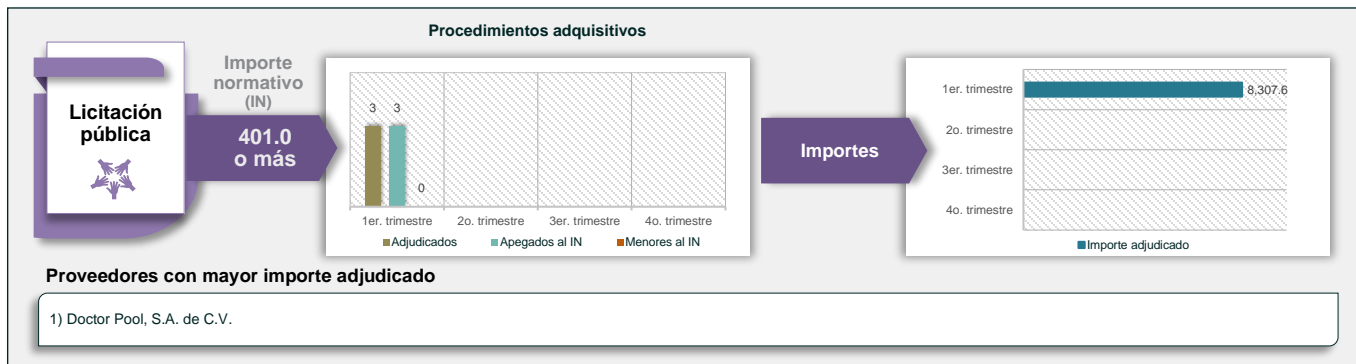 Procedimientos adquisitivos
Licitación
pública
Importe
normativo
(IN)
401.0
o más
3
3
0
1er. trimestre
2o. trimestre
3er. trimestre
4o. trimestre
Adjudicados
Apegados al IN
Menores al IN
Importes
1er. trimestre
8,307.6
2o. trimestre
3er. trimestre
4o. trimestre
Importe adjudicado
Proveedores con mayor importe adjudicado
1) Doctor Pool, S.A. de C.V.